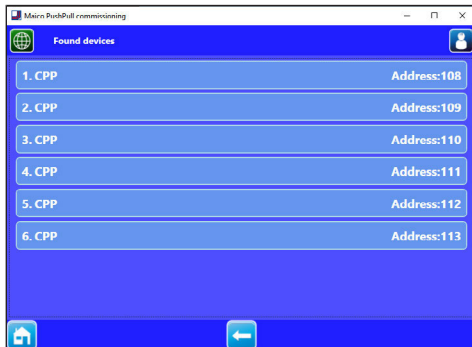 Maico PushPull commissioning
Found devices
1. CPP Address:108
2. CPP Address:109
3. CPP Address:110
4. CPP Address:111
5. CPP Address:112
6. CPP Address:113